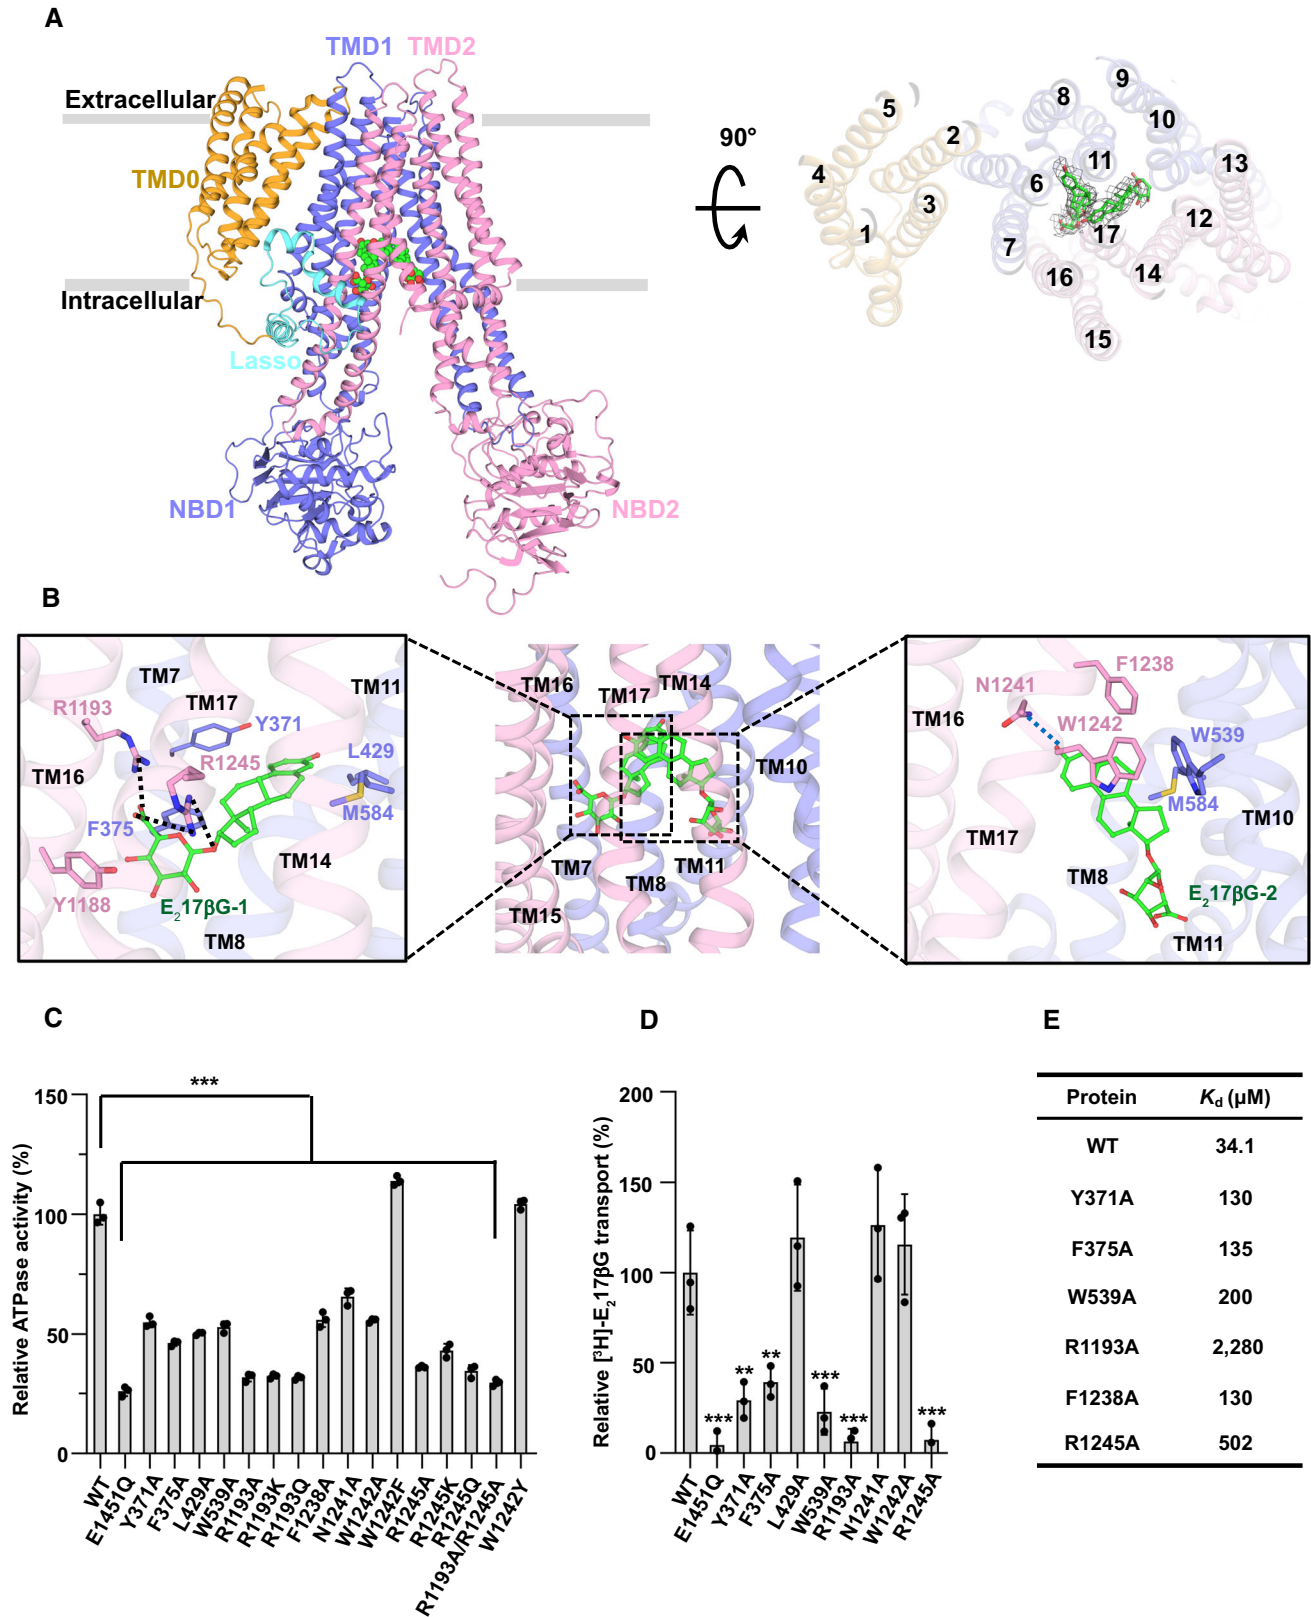 A
TMD1 TMD2
Extracellular
TMD0
Intracellular
Lasso
NBD1
NBD2
90°
5
2
4
3
1
8
9
10
11
6
13
7
17
12
16
14
15
B
TM7
TM17
TM11
R1193
Y371
L429
R1245
TM16
M584
F375
TM14
Y1188
E₂17βG-1
TM8
TM16
TM17
TM14
TM10
TM7
TM11
TM8
TM15
F1238
N1241
TM16
W1242
W539
M584
TM10
TM17
TM8
E₂17βG-2
TM11
C
Relative ATPase activity (%)
150
100
50
0
***
WT
E1451Q
Y371A
F375A
L429A
W539A
R1193A
R1193K
R1193Q
F1238A
N1241A
W1242A
W1242F
R1245A
R1245K
R1245Q
R1193A/R1245A
W1242Y
D
Relative [³H]-E₂17βG transport (%)
200
150
100
50
0
***
**
**
***
***
***
WT
E1451Q
Y371A
F375A
L429A
W539A
R1193A
N1241A
W1242A
R1245A
E
Protein Kd (μM)
WT 34.1
Y371A 130
F375A 135
W539A 200
R1193A 2,280
F1238A 130
R1245A 502